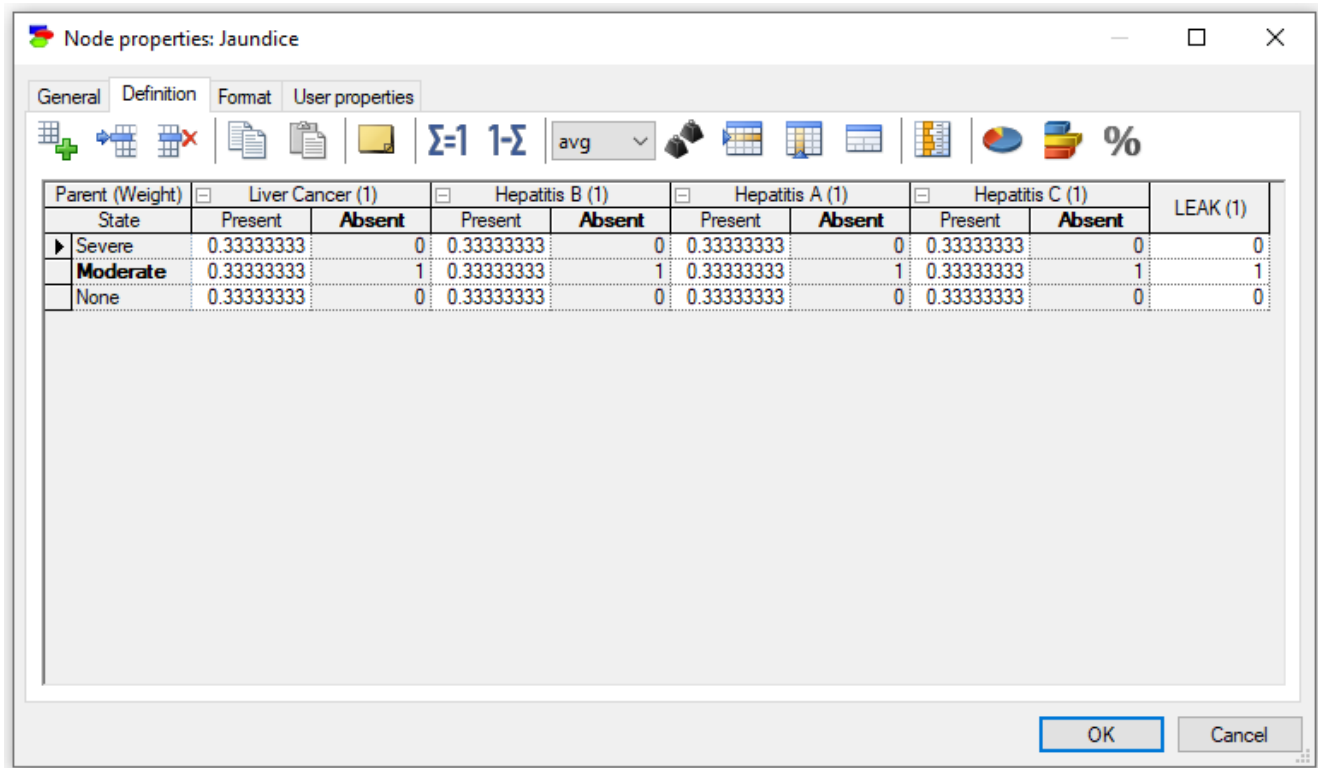 Node properties: Jaundice
General Definition Format User properties
Σ=1 1-Σ avg %
Parent (Weight) Liver Cancer (1) Hepatitis B (1) Hepatitis A (1) Hepatitis C (1) LEAK (1)
State Present Absent Present Absent Present Absent Present Absent
Severe 0.33333333 0 0.33333333 0 0.33333333 0 0.33333333 0 0
Moderate 0.33333333 1 0.33333333 1 0.33333333 1 0.33333333 1 1
None 0.33333333 0 0.33333333 0 0.33333333 0 0.33333333 0 0
OK Cancel